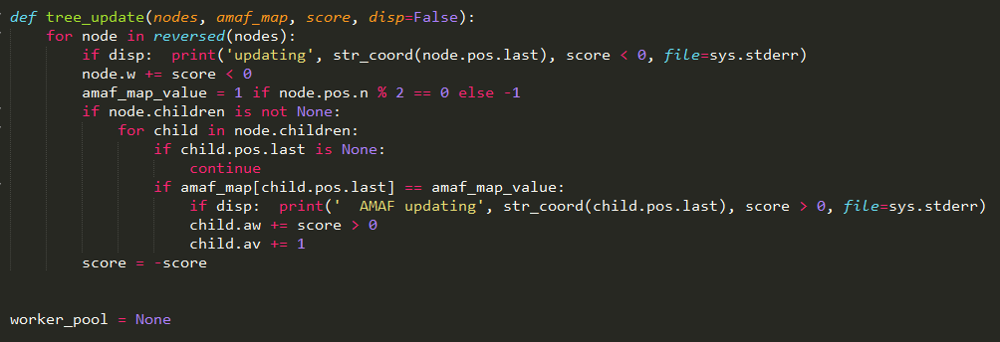 def tree_update(nodes, amaf_map, score, disp=False):
    for node in reversed(nodes):
        if disp:  print('updating', str_coord(node.pos.last), score < 0, file=sys.stderr)
        node.w += score < 0
        amaf_map_value = 1 if node.pos.n % 2 == 0 else -1
        if node.children is not None:
            for child in node.children:
                if child.pos.last is None:
                    continue
                if amaf_map[child.pos.last] == amaf_map_value:
                    if disp:  print('  AMAF updating', str_coord(child.pos.last), score > 0, file=sys.stderr)
                    child.aw += score > 0
                    child.av += 1
        score = -score
worker_pool = None